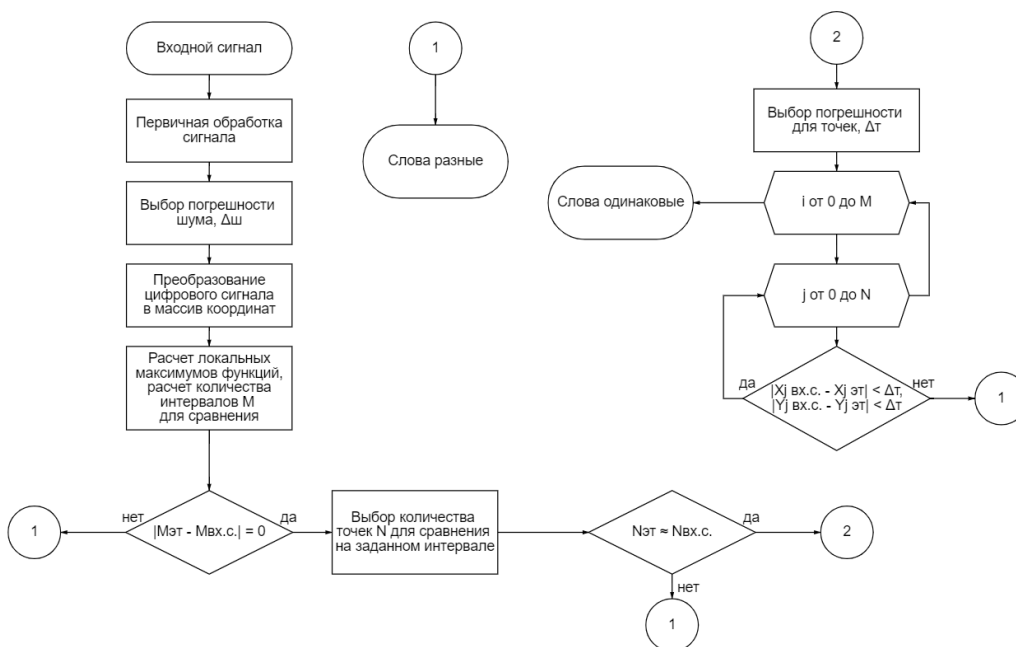 Входной сигнал
Первичная обработка
сигнала
Выбор погрешности
шума, Δш
Преобразование
цифрового сигнала
в массив координат
Расчет локальных
максимумов функций,
расчет количества
интервалов М
для сравнения
|Мэт - Мвх.с.| = 0
нет
1
да
Выбор количества
точек N для сравнения
на заданном интервале
Nэт ≈ Nвх.с.
да
2
нет
1
1
Слова разные
2
Выбор погрешности
для точек, Δт
i от 0 до М
Слова одинаковые
j от 0 до N
|Xj вх.с. - Xj эт| < Δт,
|Yj вх.с. - Yj эт| < Δт
да
нет
1